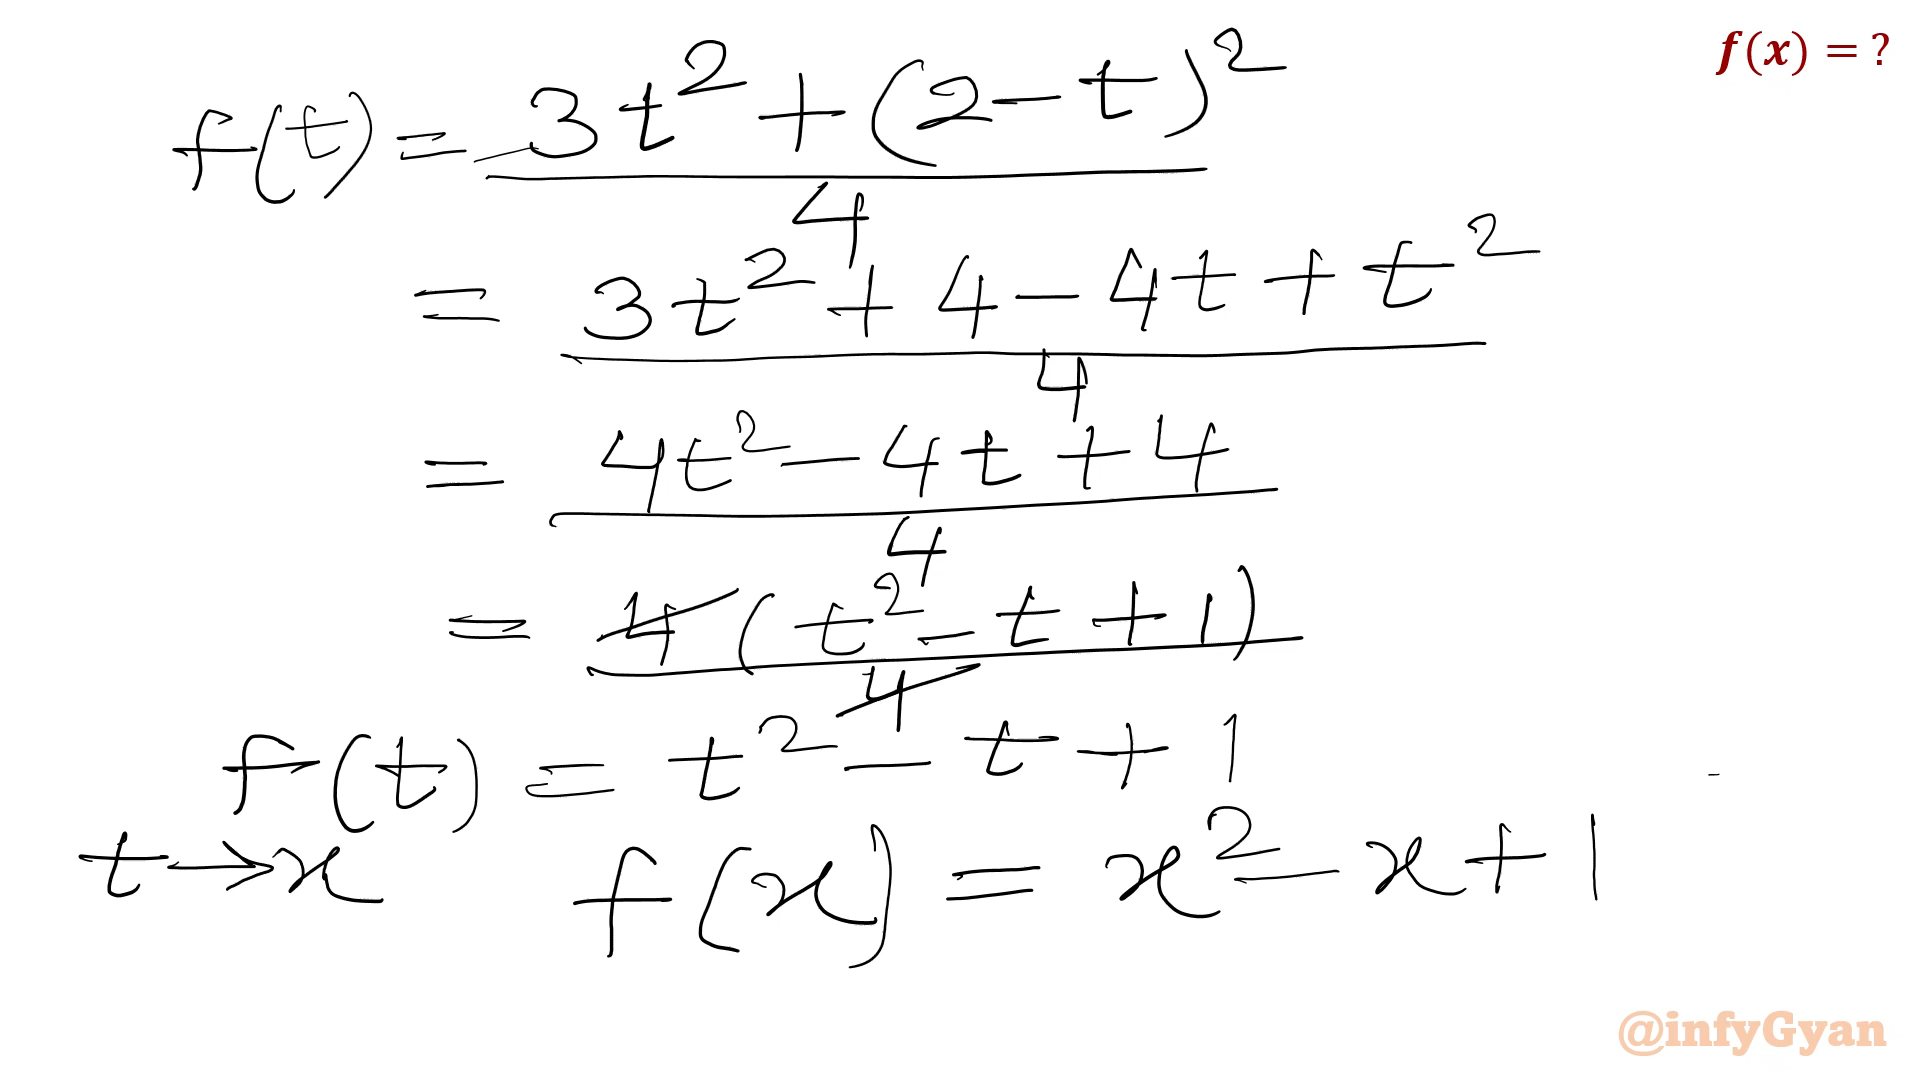 f(x) = ?
f(t) = 3t² + (2 - t)² / 4
= 3t² + 4 - 4t + t² / 4
= 4t² - 4t + 4 / 4
= 4(t² - t + 1) / 4
f(t) = t² - t + 1
t → x f(x) = x² - x + 1
@infyGyan